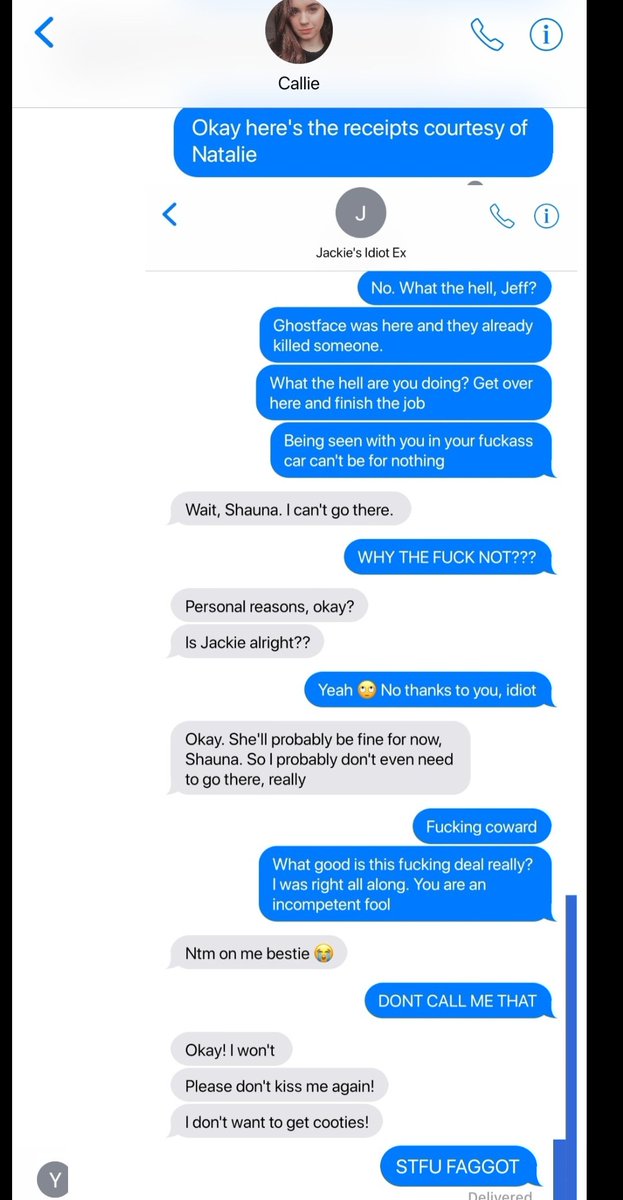 Callie
Okay here's the receipts courtesy of
Natalie
J
Jackie's Idiot Ex
No. What the hell, Jeff?
Ghostface was here and they already
killed someone.
What the hell are you doing? Get over
here and finish the job
Being seen with you in your fuckass
car can't be for nothing
Wait, Shauna. I can't go there.
WHY THE FUCK NOT???
Personal reasons, okay?
Is Jackie alright??
Yeah 🙄 No thanks to you, idiot
Okay. She'll probably be fine for now,
Shauna. So I probably don't even need
to go there, really
Fucking coward
What good is this fucking deal really?
I was right all along. You are an
incompetent fool
Ntm on me bestie 😭
DONT CALL ME THAT
Okay! I won't
Please don't kiss me again!
I don't want to get cooties!
STFU FAGGOT
Y
Delivered